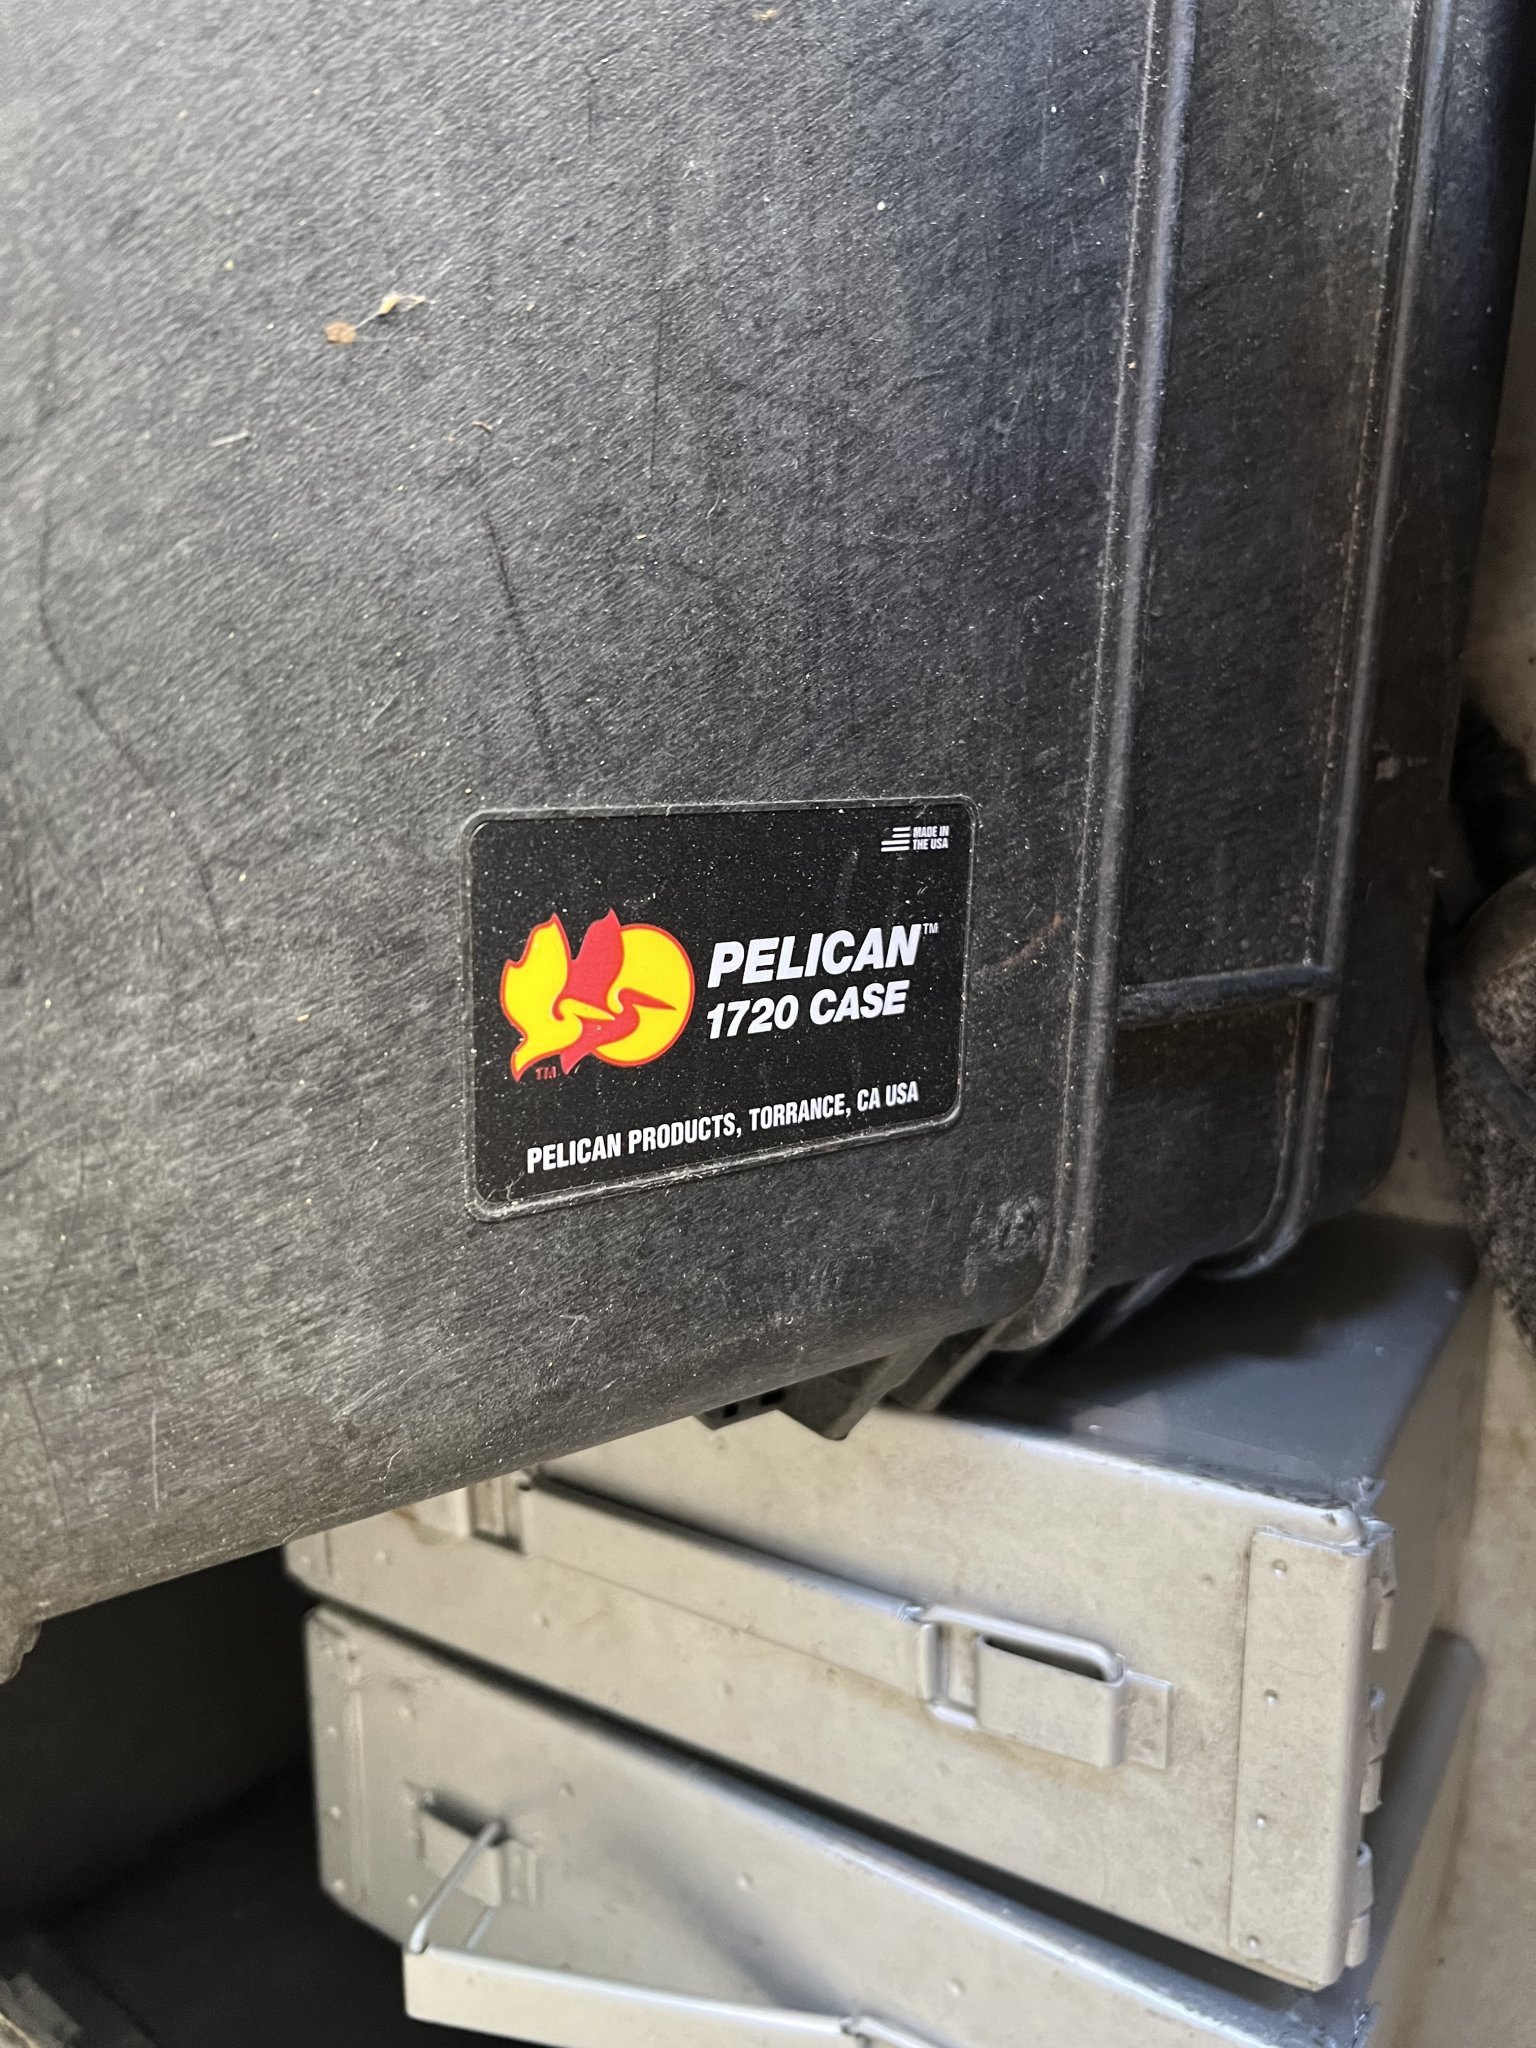 MADE IN
THE USA
PELICAN™
1720 CASE
TM
PELICAN PRODUCTS, TORRANCE, CA USA